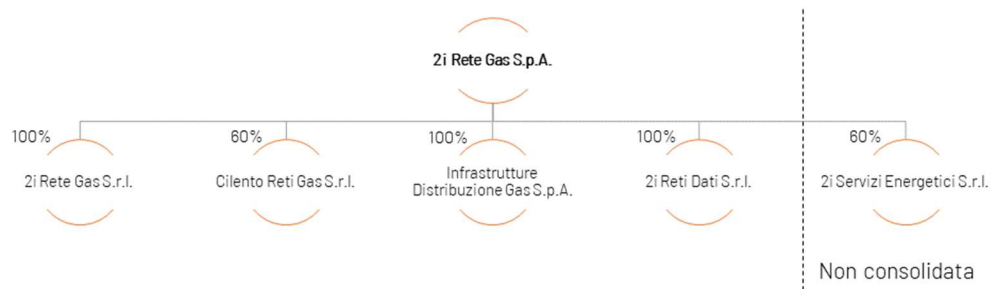 2i Rete Gas S.p.A.
100%
60%
100%
100%
60%
2i Rete Gas S.r.l.
Cilento Reti Gas S.r.l.
Infrastrutture
Distribuzione Gas S.p.A.
2i Reti Dati S.r.l.
2i Servizi Energetici S.r.l.
Non consolidata